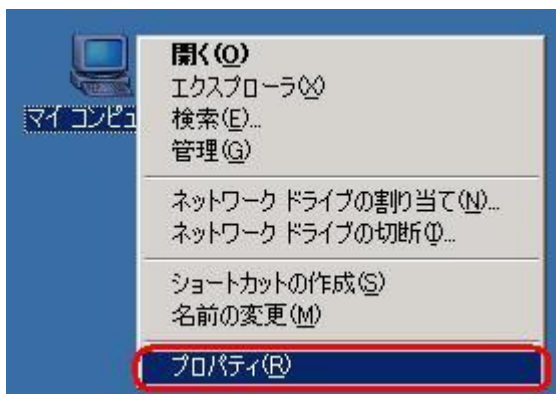 マイ コンピュ
開く(O)
エクスプローラ(X)
検索(E)...
管理(G)
ネットワーク ドライブの割り当て(N)...
ネットワーク ドライブの切断(I)...
ショートカットの作成(S)
名前の変更(M)
プロパティ(R)